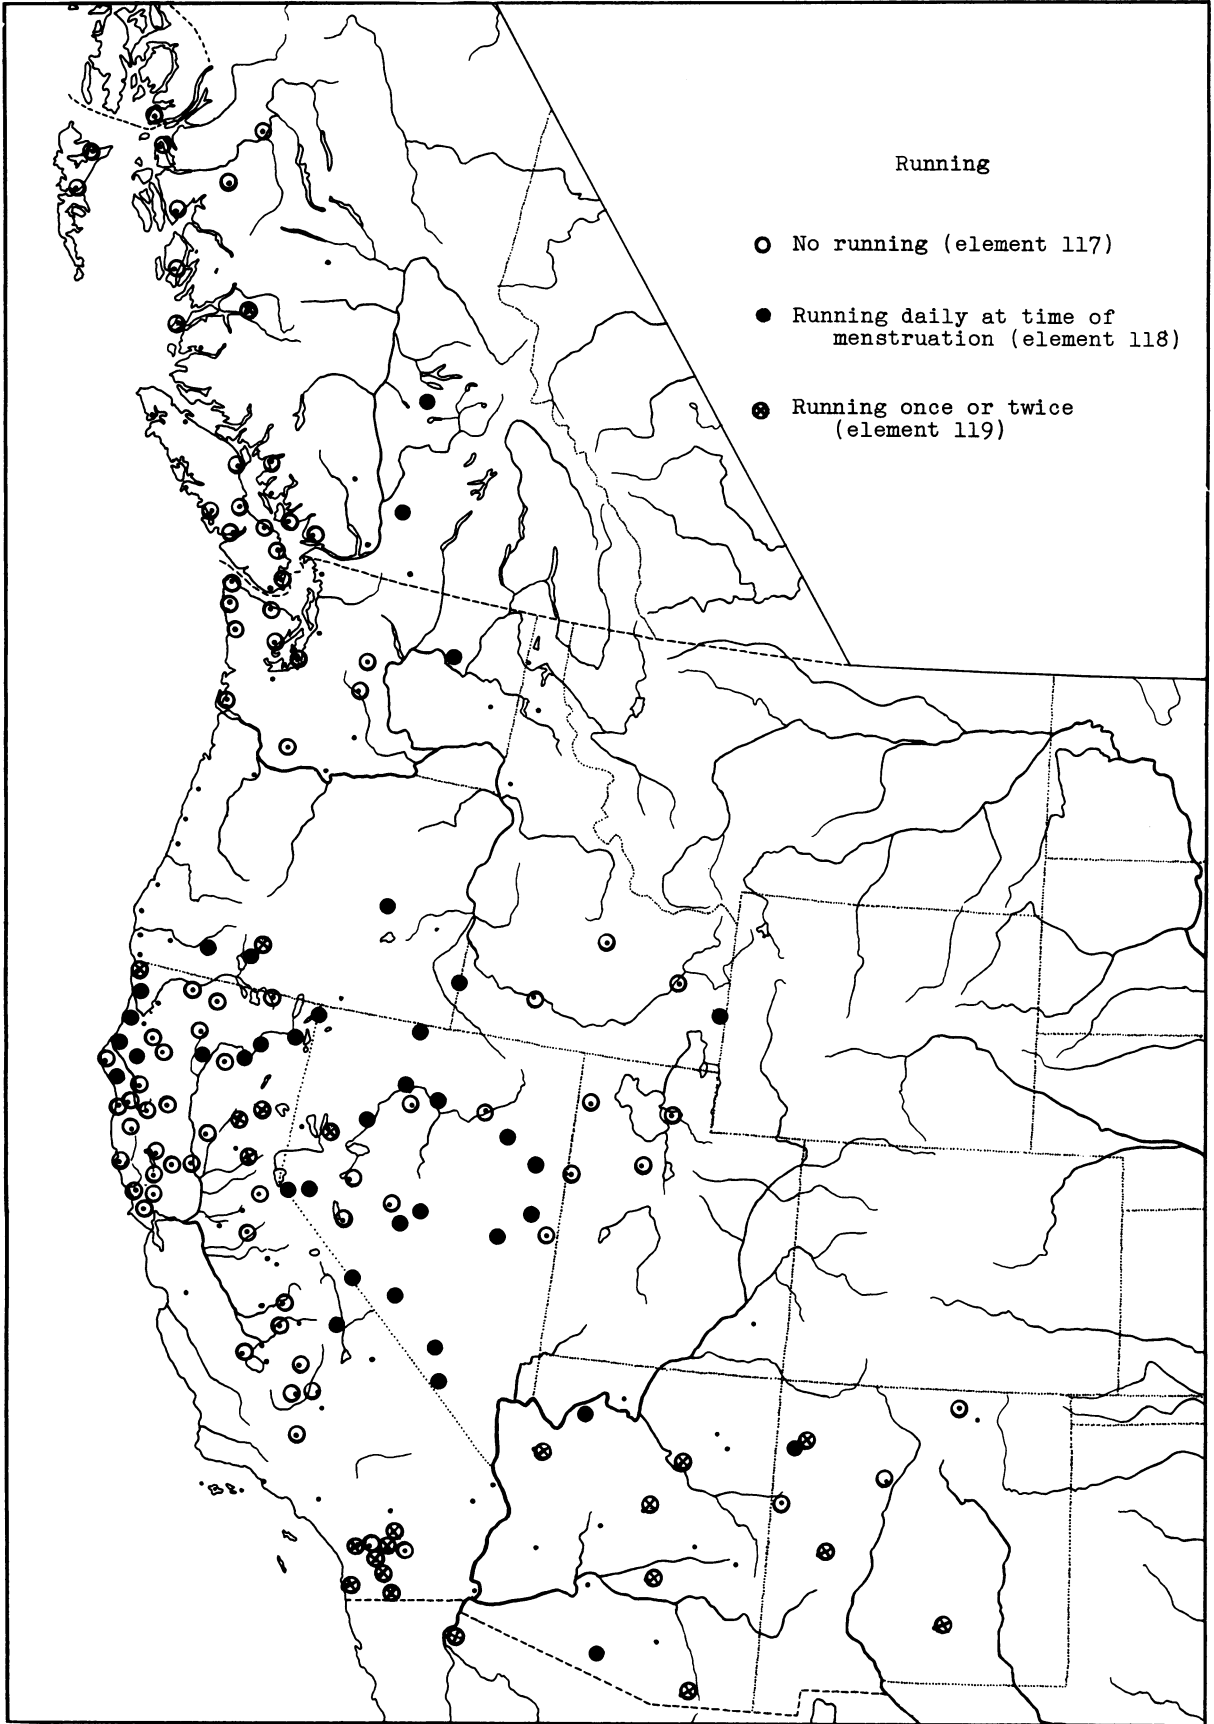 Running
No running (element 117)
Running daily at time of
menstruation (element 118)
Running once or twice
(element 119)